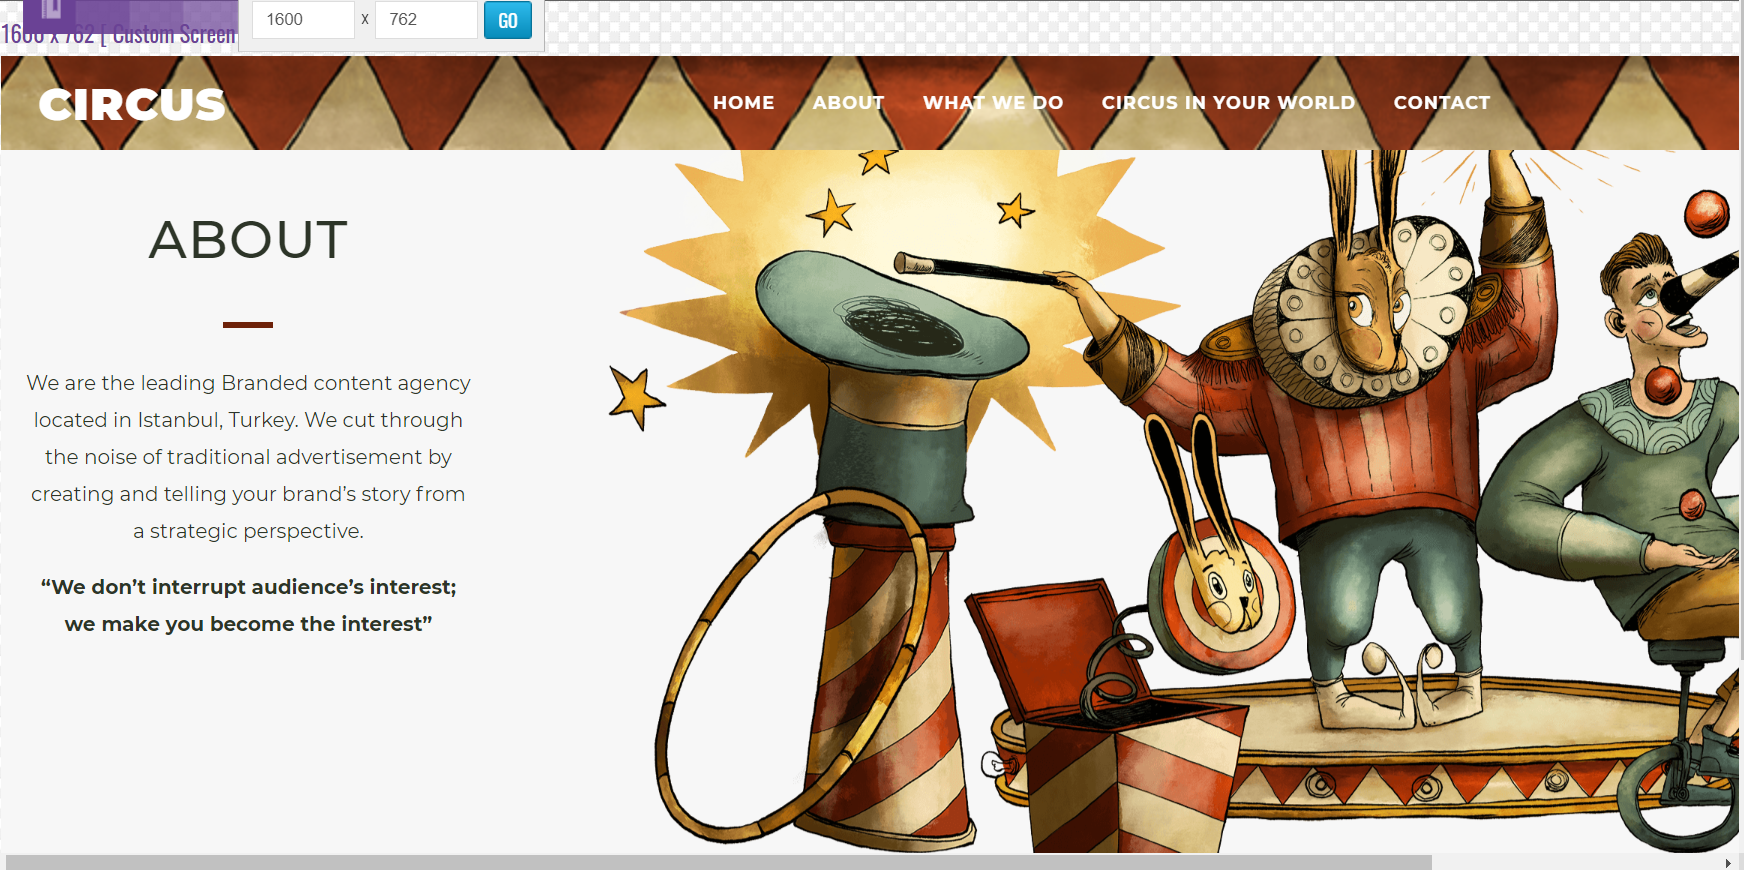 1600 x 762 [ Custom Screen
1600 x 762 GO
CIRCUS
HOME ABOUT WHAT WE DO CIRCUS IN YOUR WORLD CONTACT
ABOUT
We are the leading Branded content agency
located in Istanbul, Turkey. We cut through
the noise of traditional advertisement by
creating and telling your brand’s story from
a strategic perspective.
“We don’t interrupt audience’s interest;
we make you become the interest”